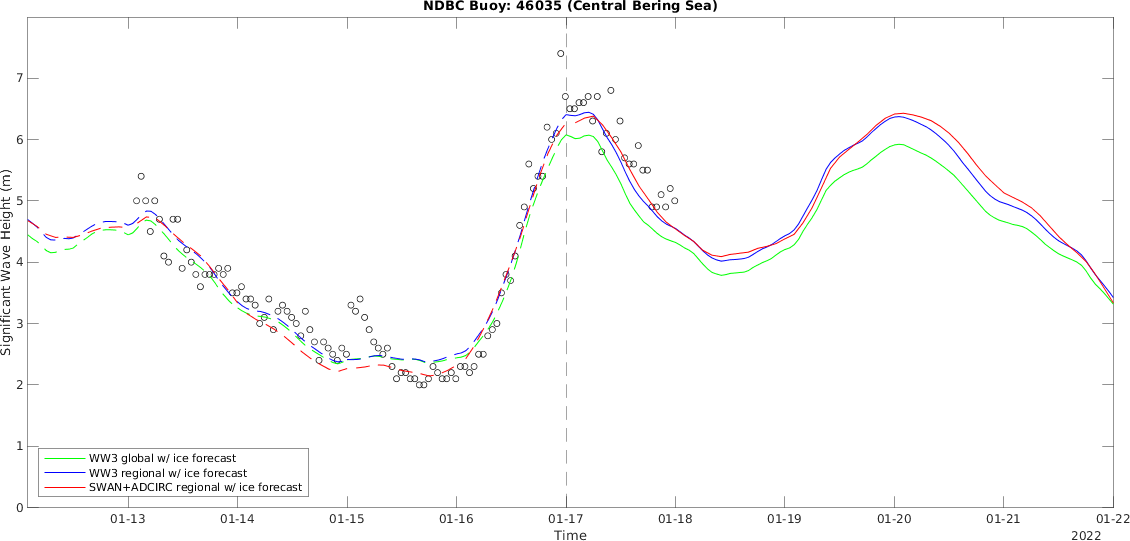 NDBC Buoy: 46035 (Central Bering Sea)
Significant Wave Height (m)
7
6
5
4
3
2
1
0
WW3 global w/ ice forecast
WW3 regional w/ ice forecast
SWAN+ADCIRC regional w/ ice forecast
01-13 01-14 01-15 01-16 01-17 01-18 01-19 01-20 01-21 01-22
Time
2022